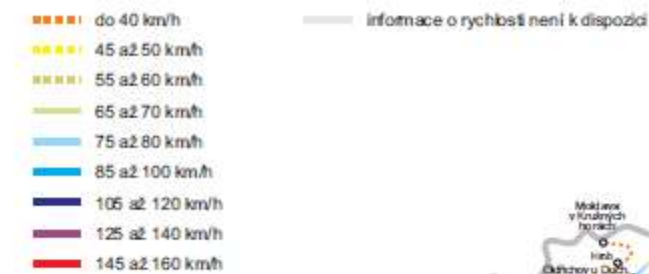 do 40 km/h
45 až 50 km/h
55 až 60 km/h
65 až 70 km/h
75 až 80 km/h
85 až 100 km/h
105 až 120 km/h
125 až 140 km/h
145 až 160 km/h
informace o rychlosti není k dispozici
Moldava
v Krušných
horách